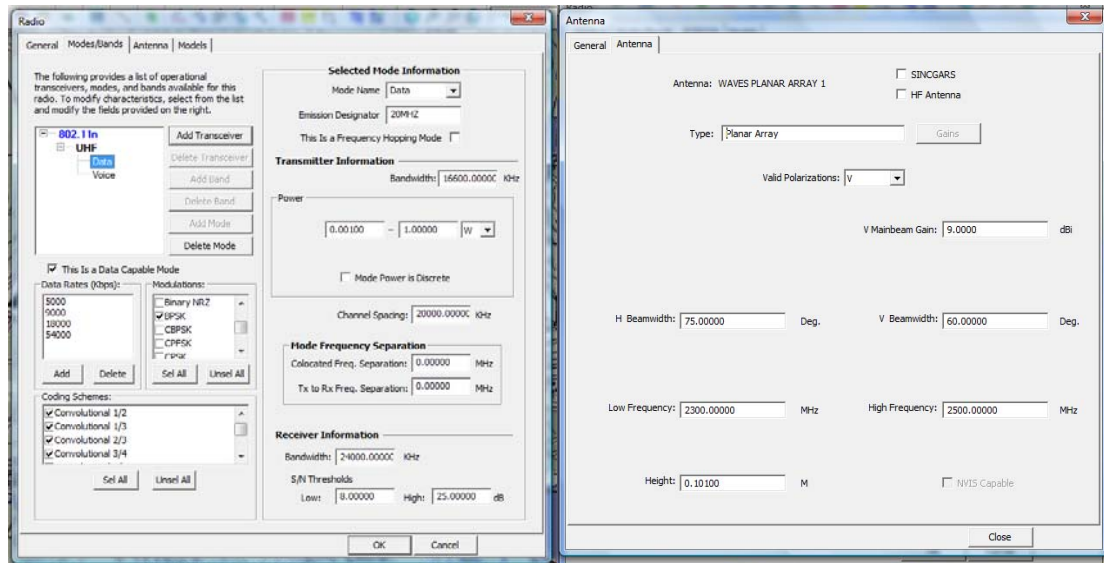 Radio
General Modes/Bands Antenna Models
The following provides a list of operational
transceivers, modes, and bands available for this
radio. To modify characteristics, select from the list
and modify the fields provided on the right.
802.11n
UHF
Data
Voice
Add Transceiver
Delete Transceiver
Add Band
Delete Band
Add Mode
Delete Mode
This Is a Data Capable Mode
Data Rates (Kbps):
5000
9000
18000
54000
Add Delete
Modulations:
Binary NRZ
BPSK
CBPSK
CPFSK
CPSK
Sel All Unsel All
Coding Schemes:
Convolutional 1/2
Convolutional 1/3
Convolutional 2/3
Convolutional 3/4
Sel All Unsel All
Selected Mode Information
Mode Name Data
Emission Designator 20MHZ
This Is a Frequency Hopping Mode
Transmitter Information
Bandwidth: 16600.0000 KHz
Power
0.00100 – 1.00000 W
Mode Power is Discrete
Channel Spacing: 20000.0000 KHz
Mode Frequency Separation
Colocated Freq. Separation: 0.00000 MHz
Tx to Rx Freq. Separation: 0.00000 MHz
Receiver Information
Bandwidth: 24000.0000 KHz
S/N Thresholds
Low: 8.00000 High: 25.00000 dB
OK Cancel
Antenna
General Antenna
Antenna: WAVES PLANAR ARRAY 1
SINCGARS
HF Antenna
Type: Planar Array Gains
Valid Polarizations: V
V Mainbeam Gain: 9.0000 dBi
H Beamwidth: 75.00000 Deg. V Beamwidth: 60.00000 Deg.
Low Frequency: 2300.00000 MHz High Frequency: 2500.00000 MHz
Height: 0.10100 M NVIS Capable
Close